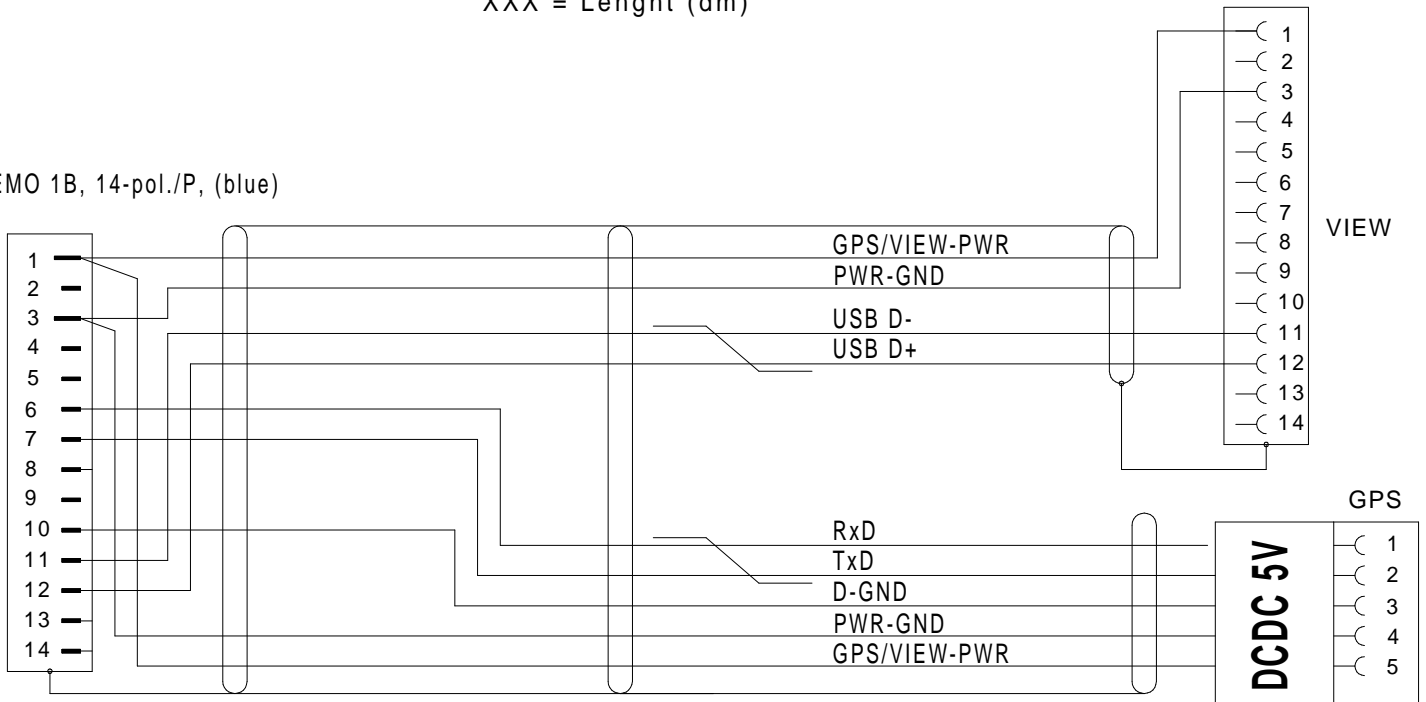 XXX = Lenght (dm)
EMO 1B, 14-pol./P, (blue)
1
2
3
4
5
6
7
8
9
10
11
12
13
14
GPS/VIEW-PWR
PWR-GND
USB D-
USB D+
RxD
TxD
D-GND
PWR-GND
GPS/VIEW-PWR
1
2
3
4
5
6
7
8
9
10
11
12
13
14
VIEW
GPS
DCDC 5V
1
2
3
4
5